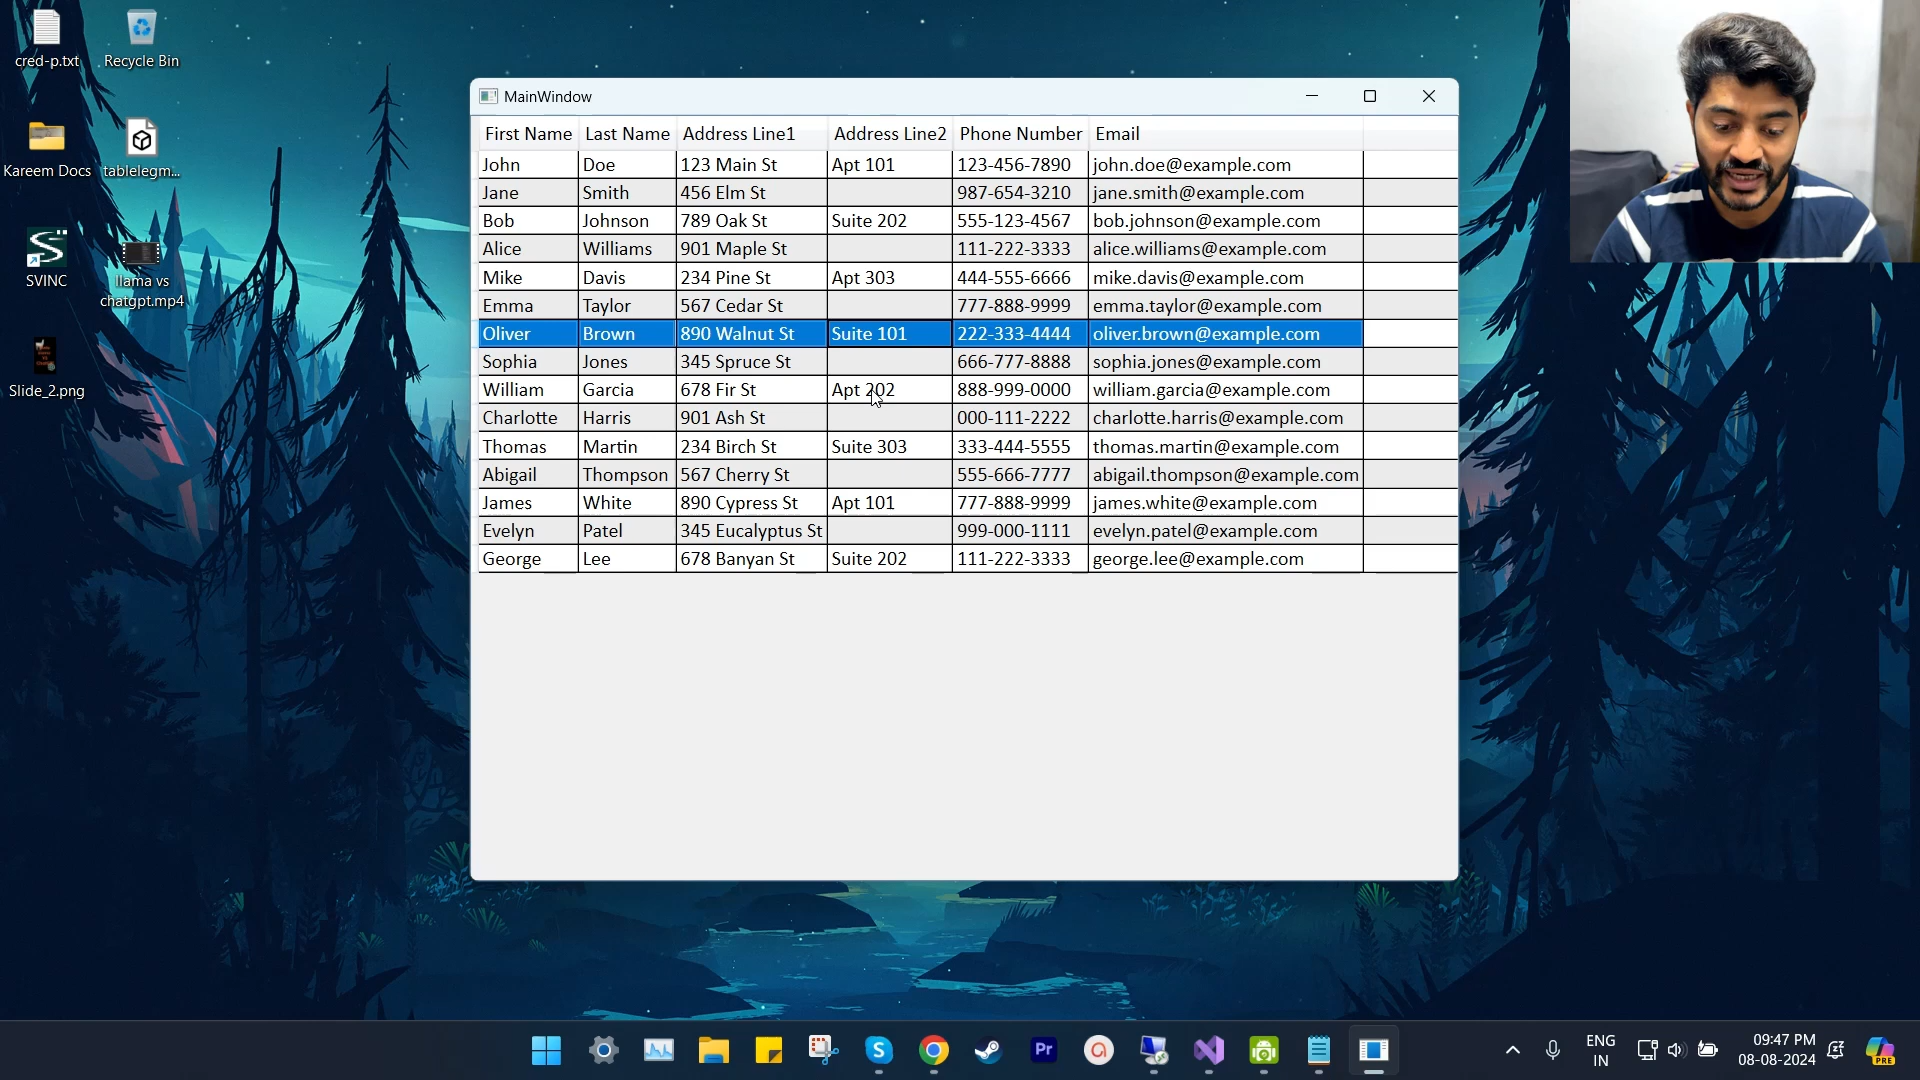 cred-p.txt
Recycle Bin
Kareem Docs
tablelegm...
SVINC
llama vs
chatgpt.mp4
Slide_2.png
MainWindow
First Name Last Name Address Line1 Address Line2 Phone Number Email
John Doe 123 Main St Apt 101 123-456-7890 john.doe@example.com
Jane Smith 456 Elm St 987-654-3210 jane.smith@example.com
Bob Johnson 789 Oak St Suite 202 555-123-4567 bob.johnson@example.com
Alice Williams 901 Maple St 111-222-3333 alice.williams@example.com
Mike Davis 234 Pine St Apt 303 444-555-6666 mike.davis@example.com
Emma Taylor 567 Cedar St 777-888-9999 emma.taylor@example.com
Oliver Brown 890 Walnut St Suite 101 222-333-4444 oliver.brown@example.com
Sophia Jones 345 Spruce St 666-777-8888 sophia.jones@example.com
William Garcia 678 Fir St Apt 202 888-999-0000 william.garcia@example.com
Charlotte Harris 901 Ash St 000-111-2222 charlotte.harris@example.com
Thomas Martin 234 Birch St Suite 303 333-444-5555 thomas.martin@example.com
Abigail Thompson 567 Cherry St 555-666-7777 abigail.thompson@example.com
James White 890 Cypress St Apt 101 777-888-9999 james.white@example.com
Evelyn Patel 345 Eucalyptus St 999-000-1111 evelyn.patel@example.com
George Lee 678 Banyan St Suite 202 111-222-3333 george.lee@example.com
S
Pr
ENG
IN
09:47 PM
08-08-2024
PRE